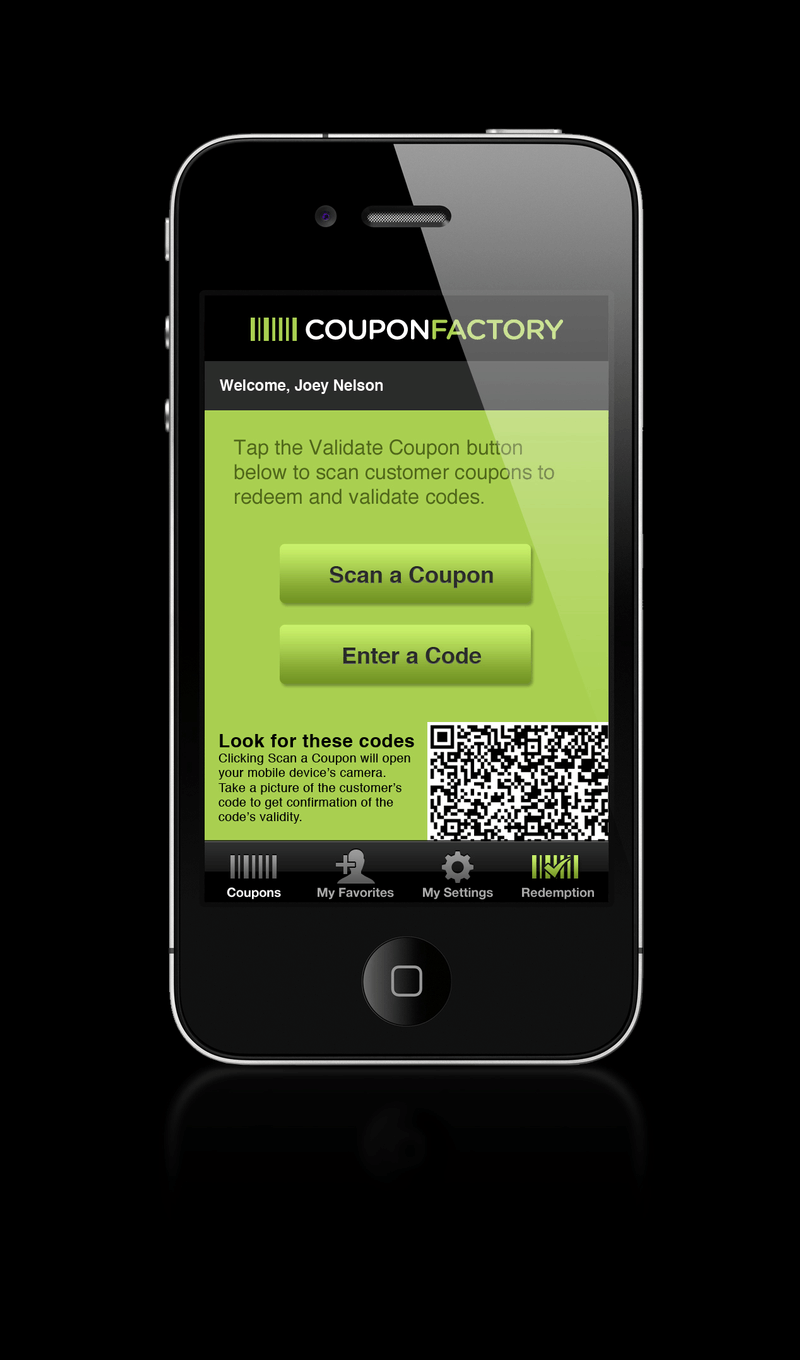 COUPONFACTORY
Welcome, Joey Nelson
Tap the Validate Coupon button
below to scan customer coupons to
redeem and validate codes.
Scan a Coupon
Enter a Code
Look for these codes
Clicking Scan a Coupon will open
your mobile device's camera.
Take a picture of the customer's
code to get confirmation of the
code's validity.
Coupons
My Favorites
My Settings
Redemption